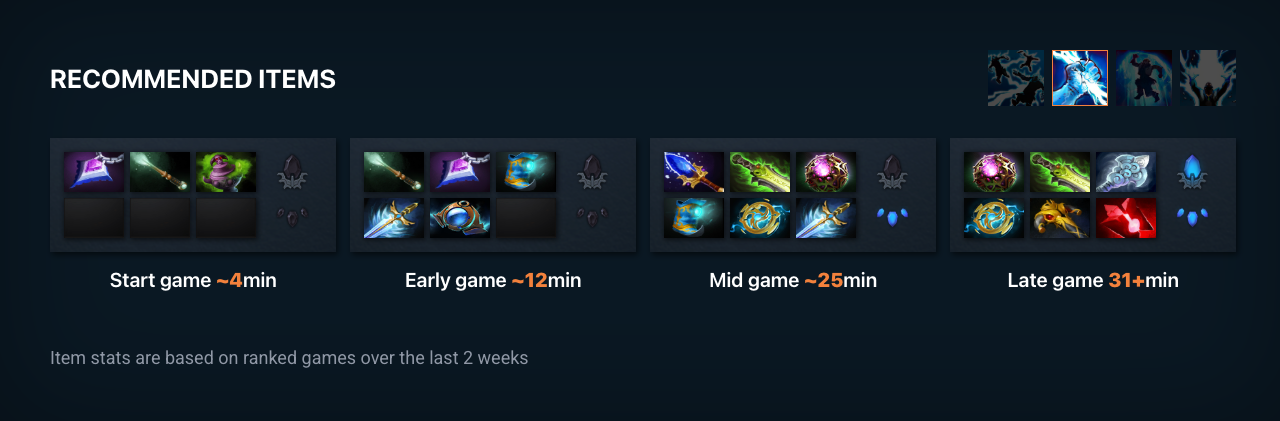 RECOMMENDED ITEMS
Start game ~4min
Early game ~12min
Mid game ~25min
Late game 31+min
Item stats are based on ranked games over the last 2 weeks